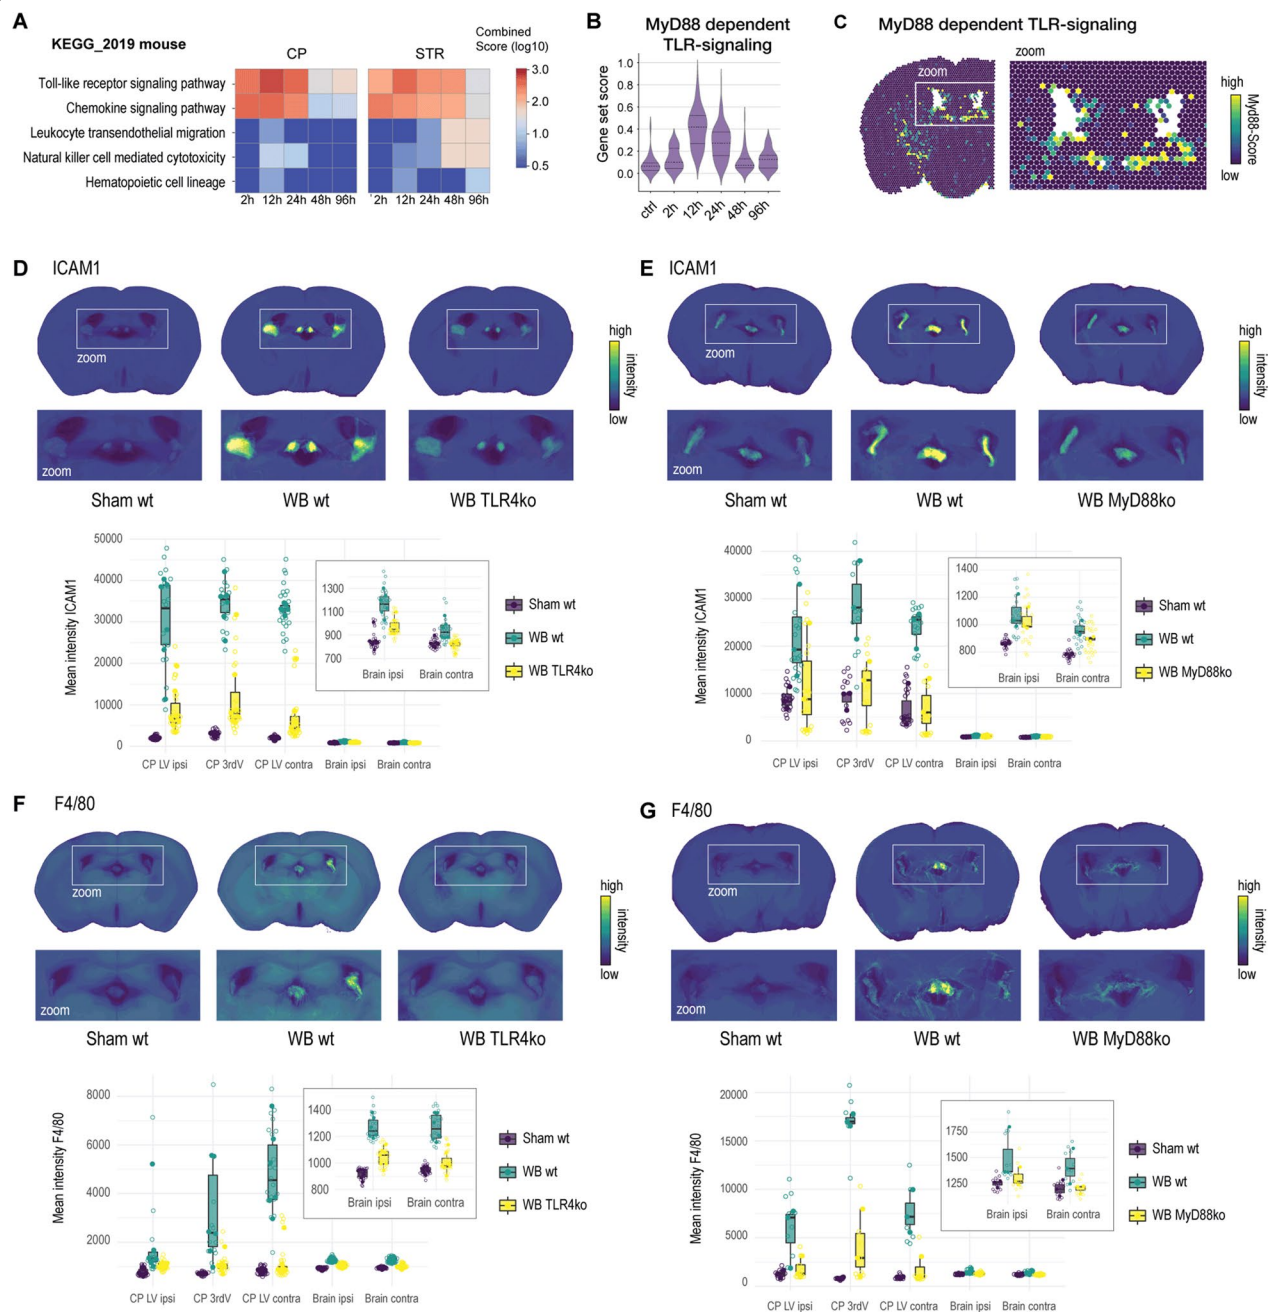 A
KEGG_2019 mouse
CP
STR
Combined
Score (log10)
Toll-like receptor signaling pathway
Chemokine signaling pathway
Leukocyte transendothelial migration
Natural killer cell mediated cytotoxicity
Hematopoietic cell lineage
2h 12h 24h 48h 96h
2h 12h 24h 48h 96h
3.0
2.0
1.0
0.5
B
MyD88 dependent
TLR-signaling
Gene set score
1.0
0.8
0.6
0.4
0.2
0.0
ctrl 2h 12h 24h 48h 96h
C
MyD88 dependent TLR-signaling
zoom
zoom
high
Myd88-Score
low
D
ICAM1
zoom
high
intensity
low
zoom
Sham wt
WB wt
WB TLR4ko
Mean intensity ICAM1
50000
40000
30000
20000
10000
0
CP LV ipsi
CP 3rdV
CP LV contra
Brain ipsi
Brain contra
1300
1100
900
700
Brain ipsi
Brain contra
Sham wt
WB wt
WB TLR4ko
E
ICAM1
zoom
high
intensity
low
zoom
Sham wt
WB wt
WB MyD88ko
Mean intensity ICAM1
40000
30000
20000
10000
0
CP LV ipsi
CP 3rdV
CP LV contra
Brain ipsi
Brain contra
1400
1200
1000
800
Brain ipsi
Brain contra
Sham wt
WB wt
WB MyD88ko
F
F4/80
zoom
high
intensity
low
zoom
Sham wt
WB wt
WB TLR4ko
Mean intensity F4/80
8000
6000
4000
2000
CP LV ipsi
CP 3rdV
CP LV contra
Brain ipsi
Brain contra
1400
1200
1000
800
Brain ipsi
Brain contra
Sham wt
WB wt
WB TLR4ko
G
F4/80
zoom
high
intensity
low
zoom
Sham wt
WB wt
WB MyD88ko
Mean intensity F4/80
20000
15000
10000
5000
0
CP LV ipsi
CP 3rdV
CP LV contra
Brain ipsi
Brain contra
1750
1500
1250
Brain ipsi
Brain contra
Sham wt
WB wt
WB MyD88ko